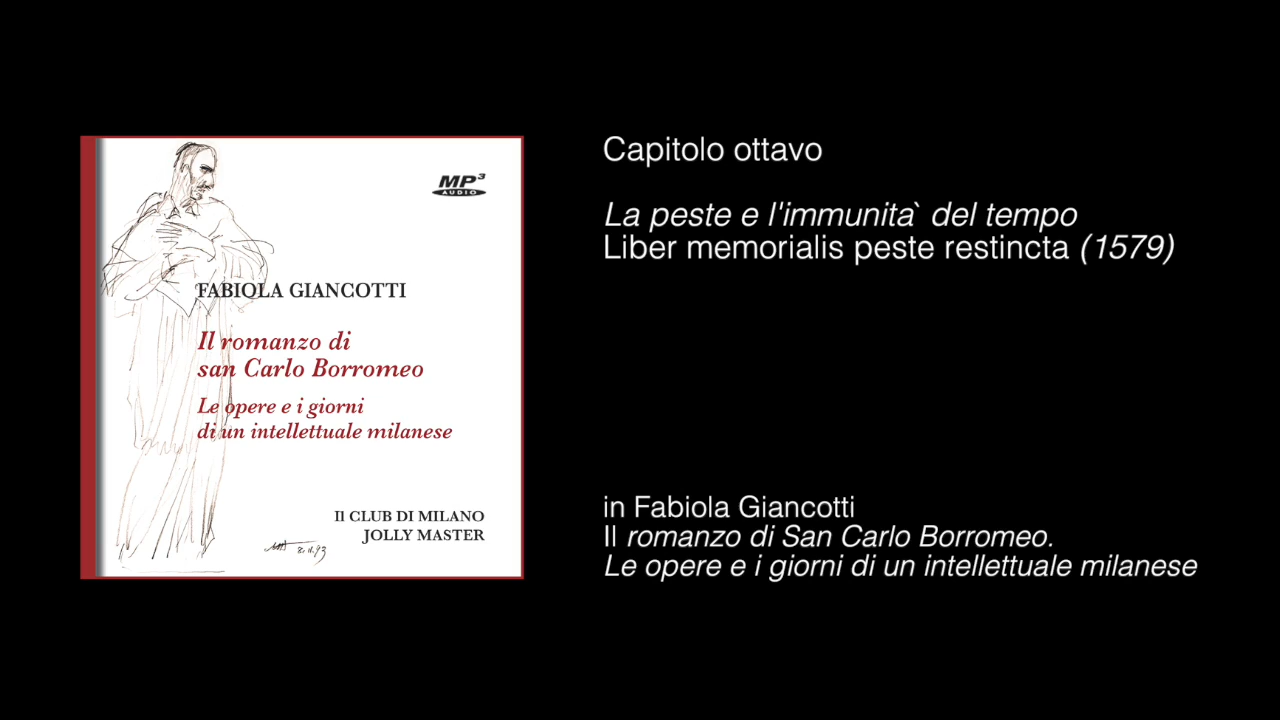 MP3
AUDIO
FABIOLA GIANCOTTI
Il romanzo di
san Carlo Borromeo
Le opere e i giorni
di un intellettuale milanese
Il CLUB DI MILANO
JOLLY MASTER
Capitolo ottavo
La peste e l'immunita` del tempo
Liber memorialis peste restincta (1579)
in Fabiola Giancotti
Il romanzo di San Carlo Borromeo.
Le opere e i giorni di un intellettuale milanese